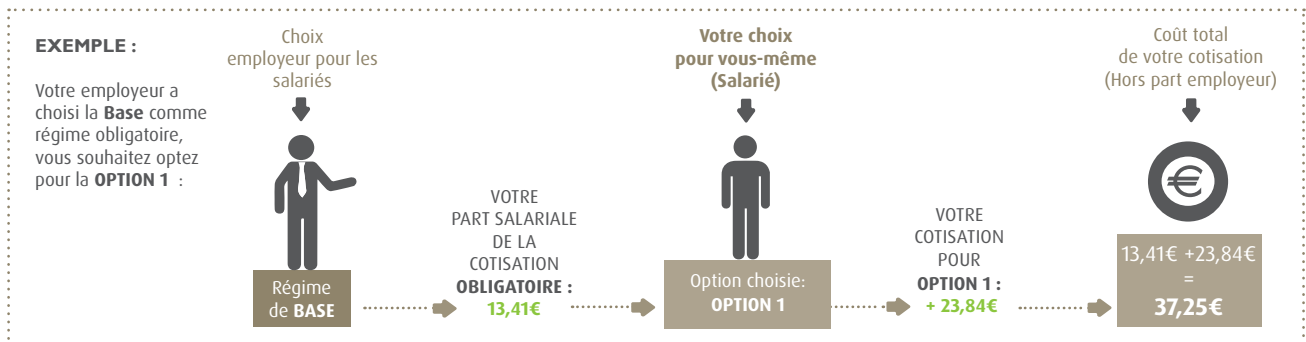 EXEMPLE :
Votre employeur a
choisi la Base comme
régime obligatoire,
vous souhaitez optez
pour la OPTION 1 :
Choix
employeur pour les
salariés
Régime
de BASE
VOTRE
PART SALARIALE
DE LA
COTISATION
OBLIGATOIRE :
13,41€
Votre choix
pour vous-même
(Salarié)
Option choisie:
OPTION 1
VOTRE
COTISATION
POUR
OPTION 1 :
+ 23,84€
Coût total
de votre cotisation
(Hors part employeur)
€
13,41€ +23,84€
=
37,25€